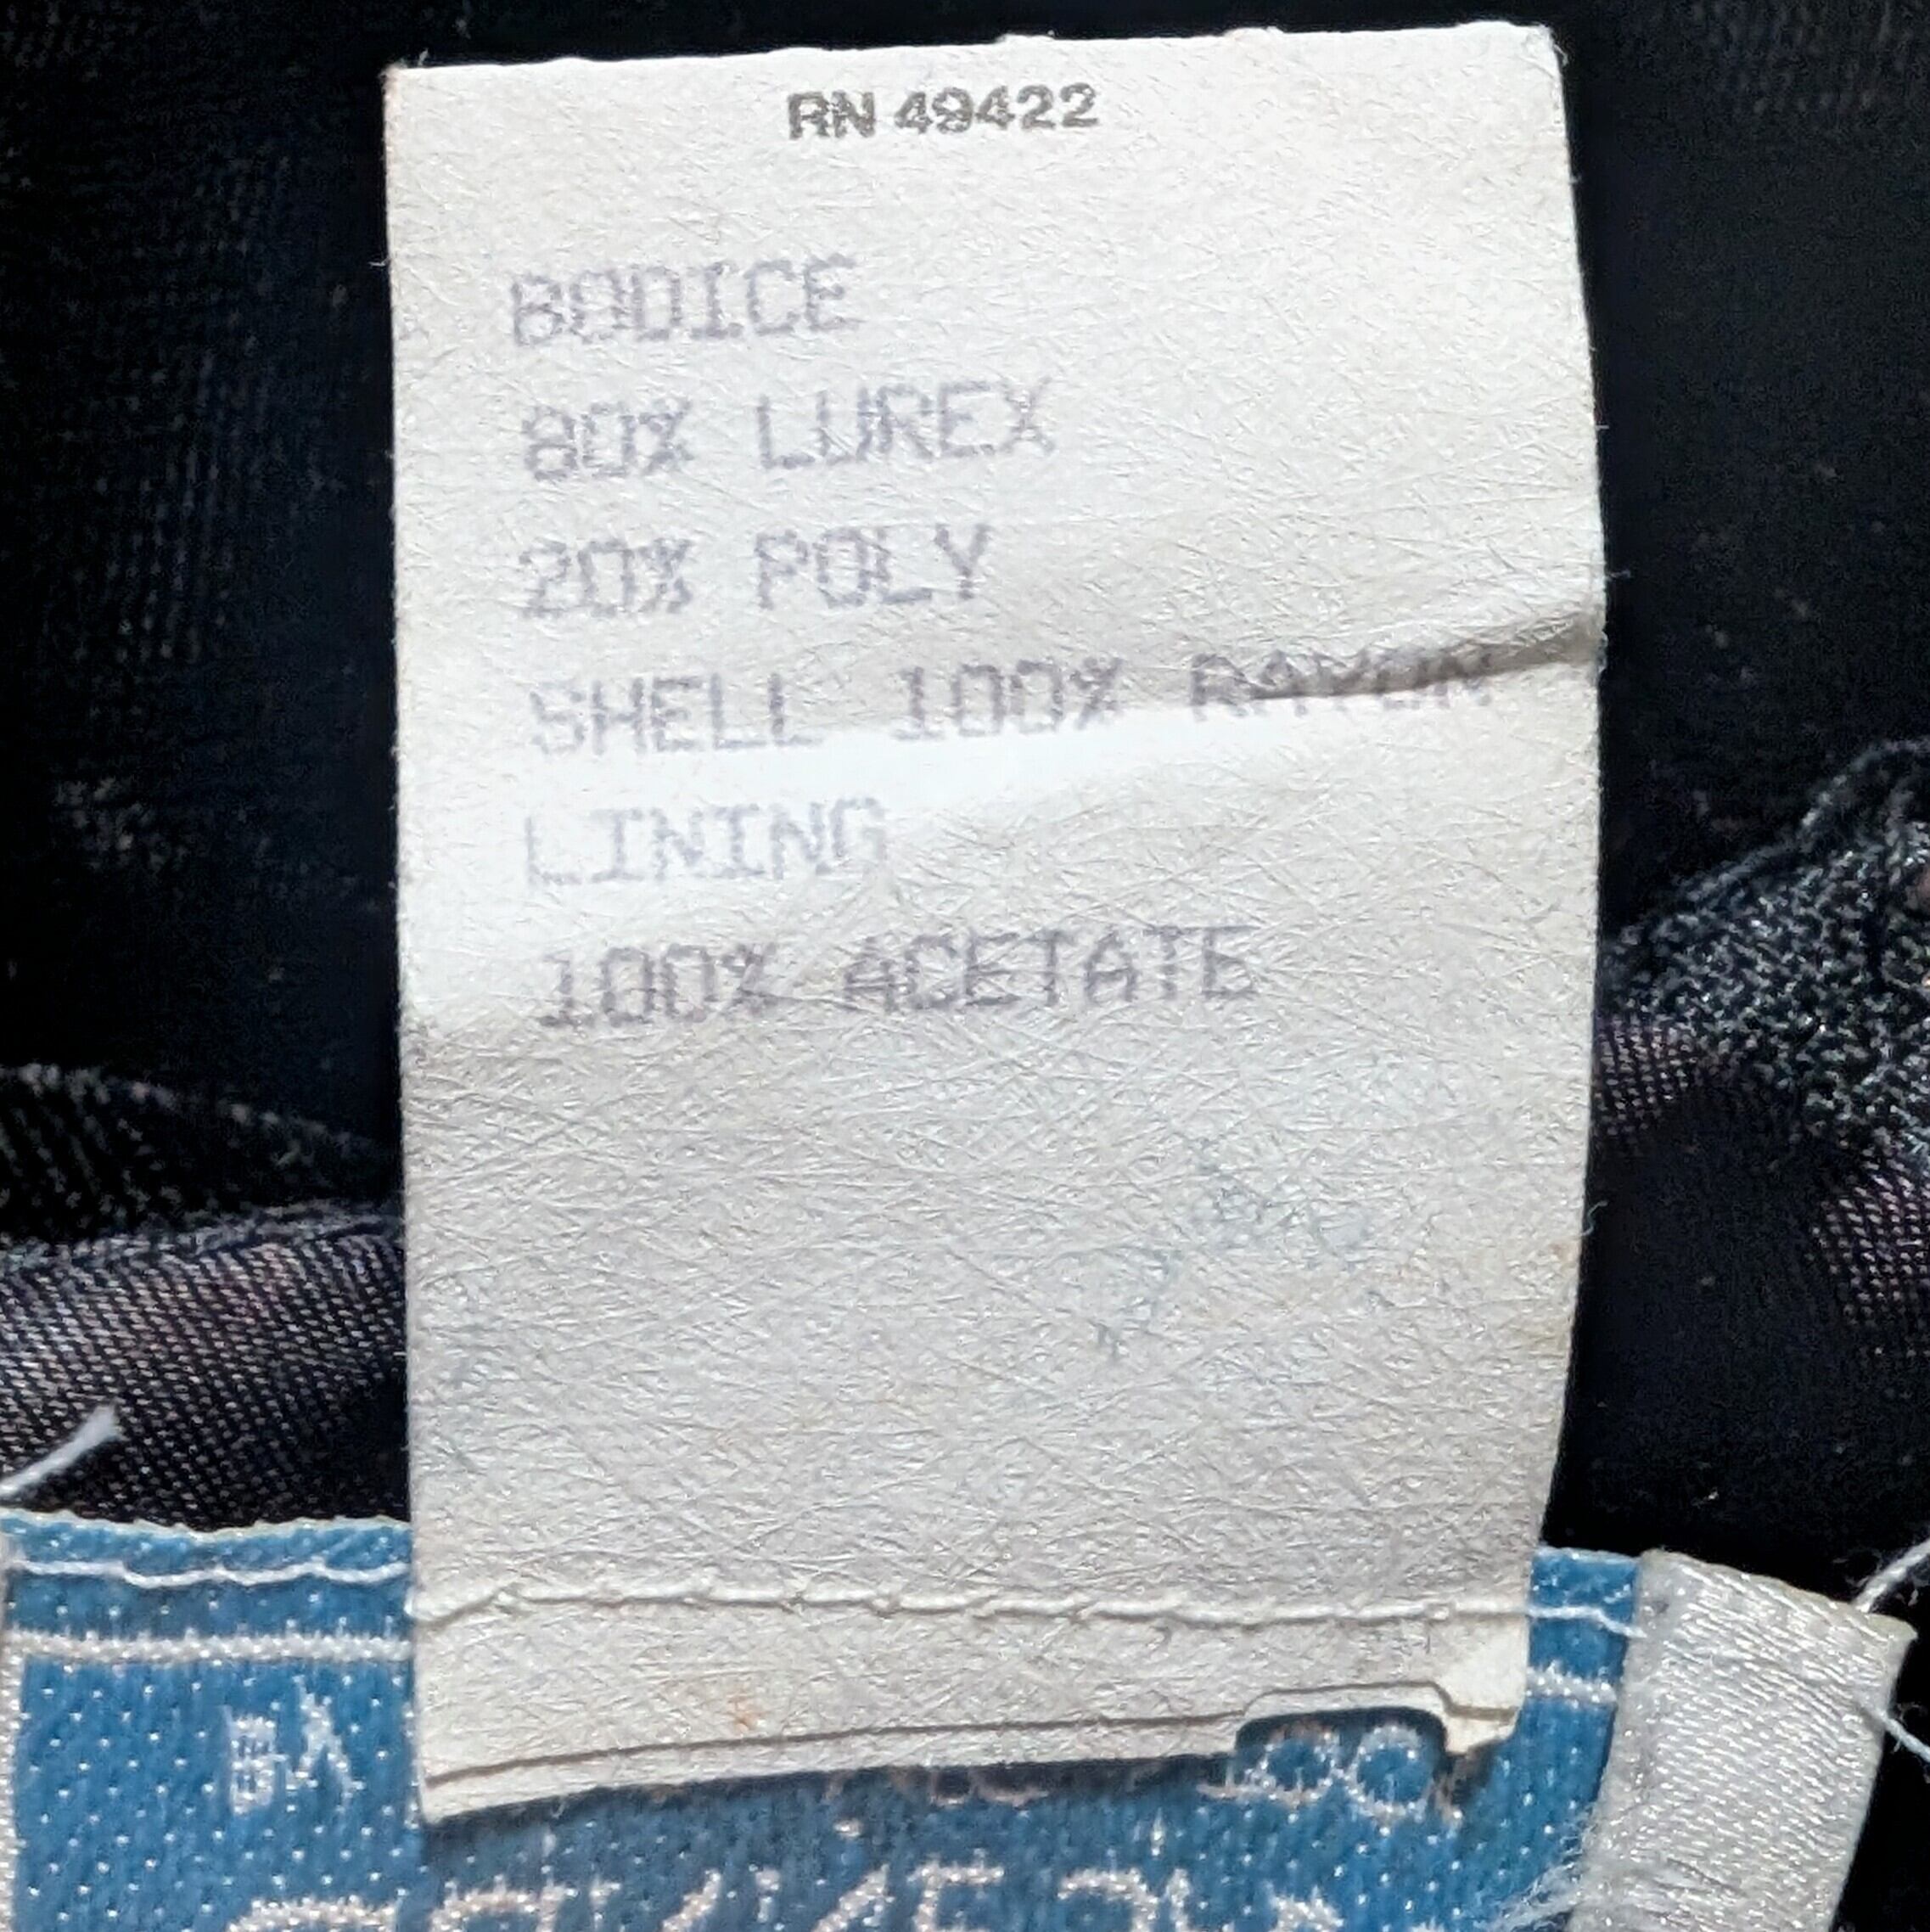 RN 49422
BODICE
80% LUREX
20% POLY
SHELL 100% RAYON
LINING
100% ACETATE